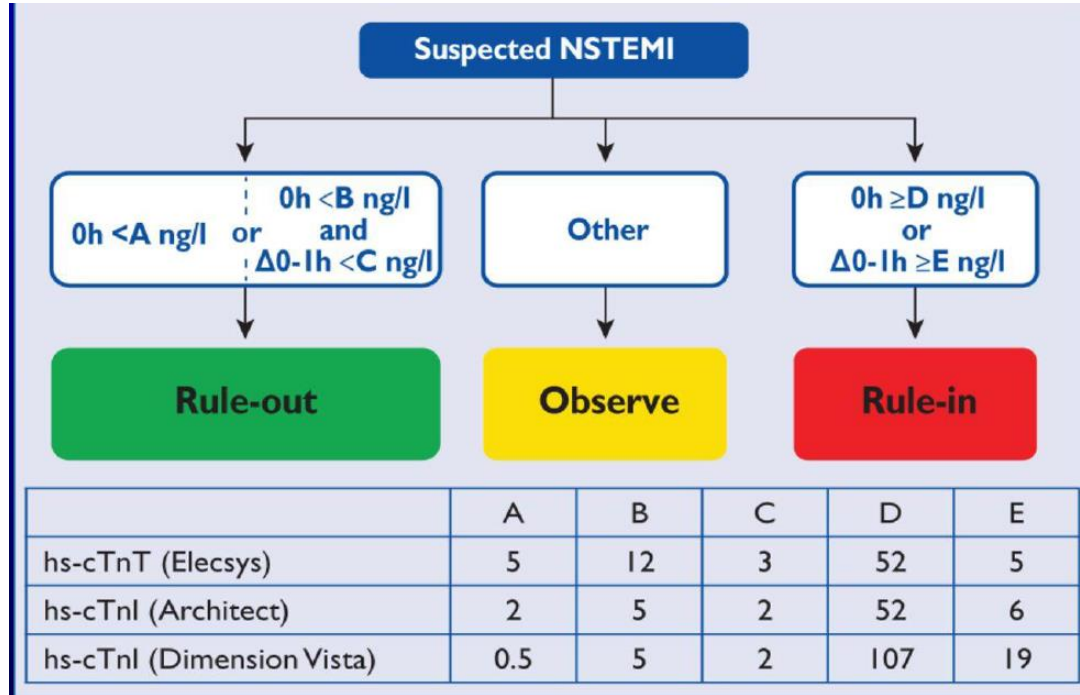 Suspected NSTEMI
0h <A ng/l or 0h <B ng/l
and
Δ0-1h <C ng/l
Other
0h ≥D ng/l
or
Δ0-1h ≥E ng/l
Rule-out
Observe
Rule-in
A B C D E
hs-cTnT (Elecsys) 5 12 3 52 5
hs-cTnI (Architect) 2 5 2 52 6
hs-cTnI (Dimension Vista) 0.5 5 2 107 19